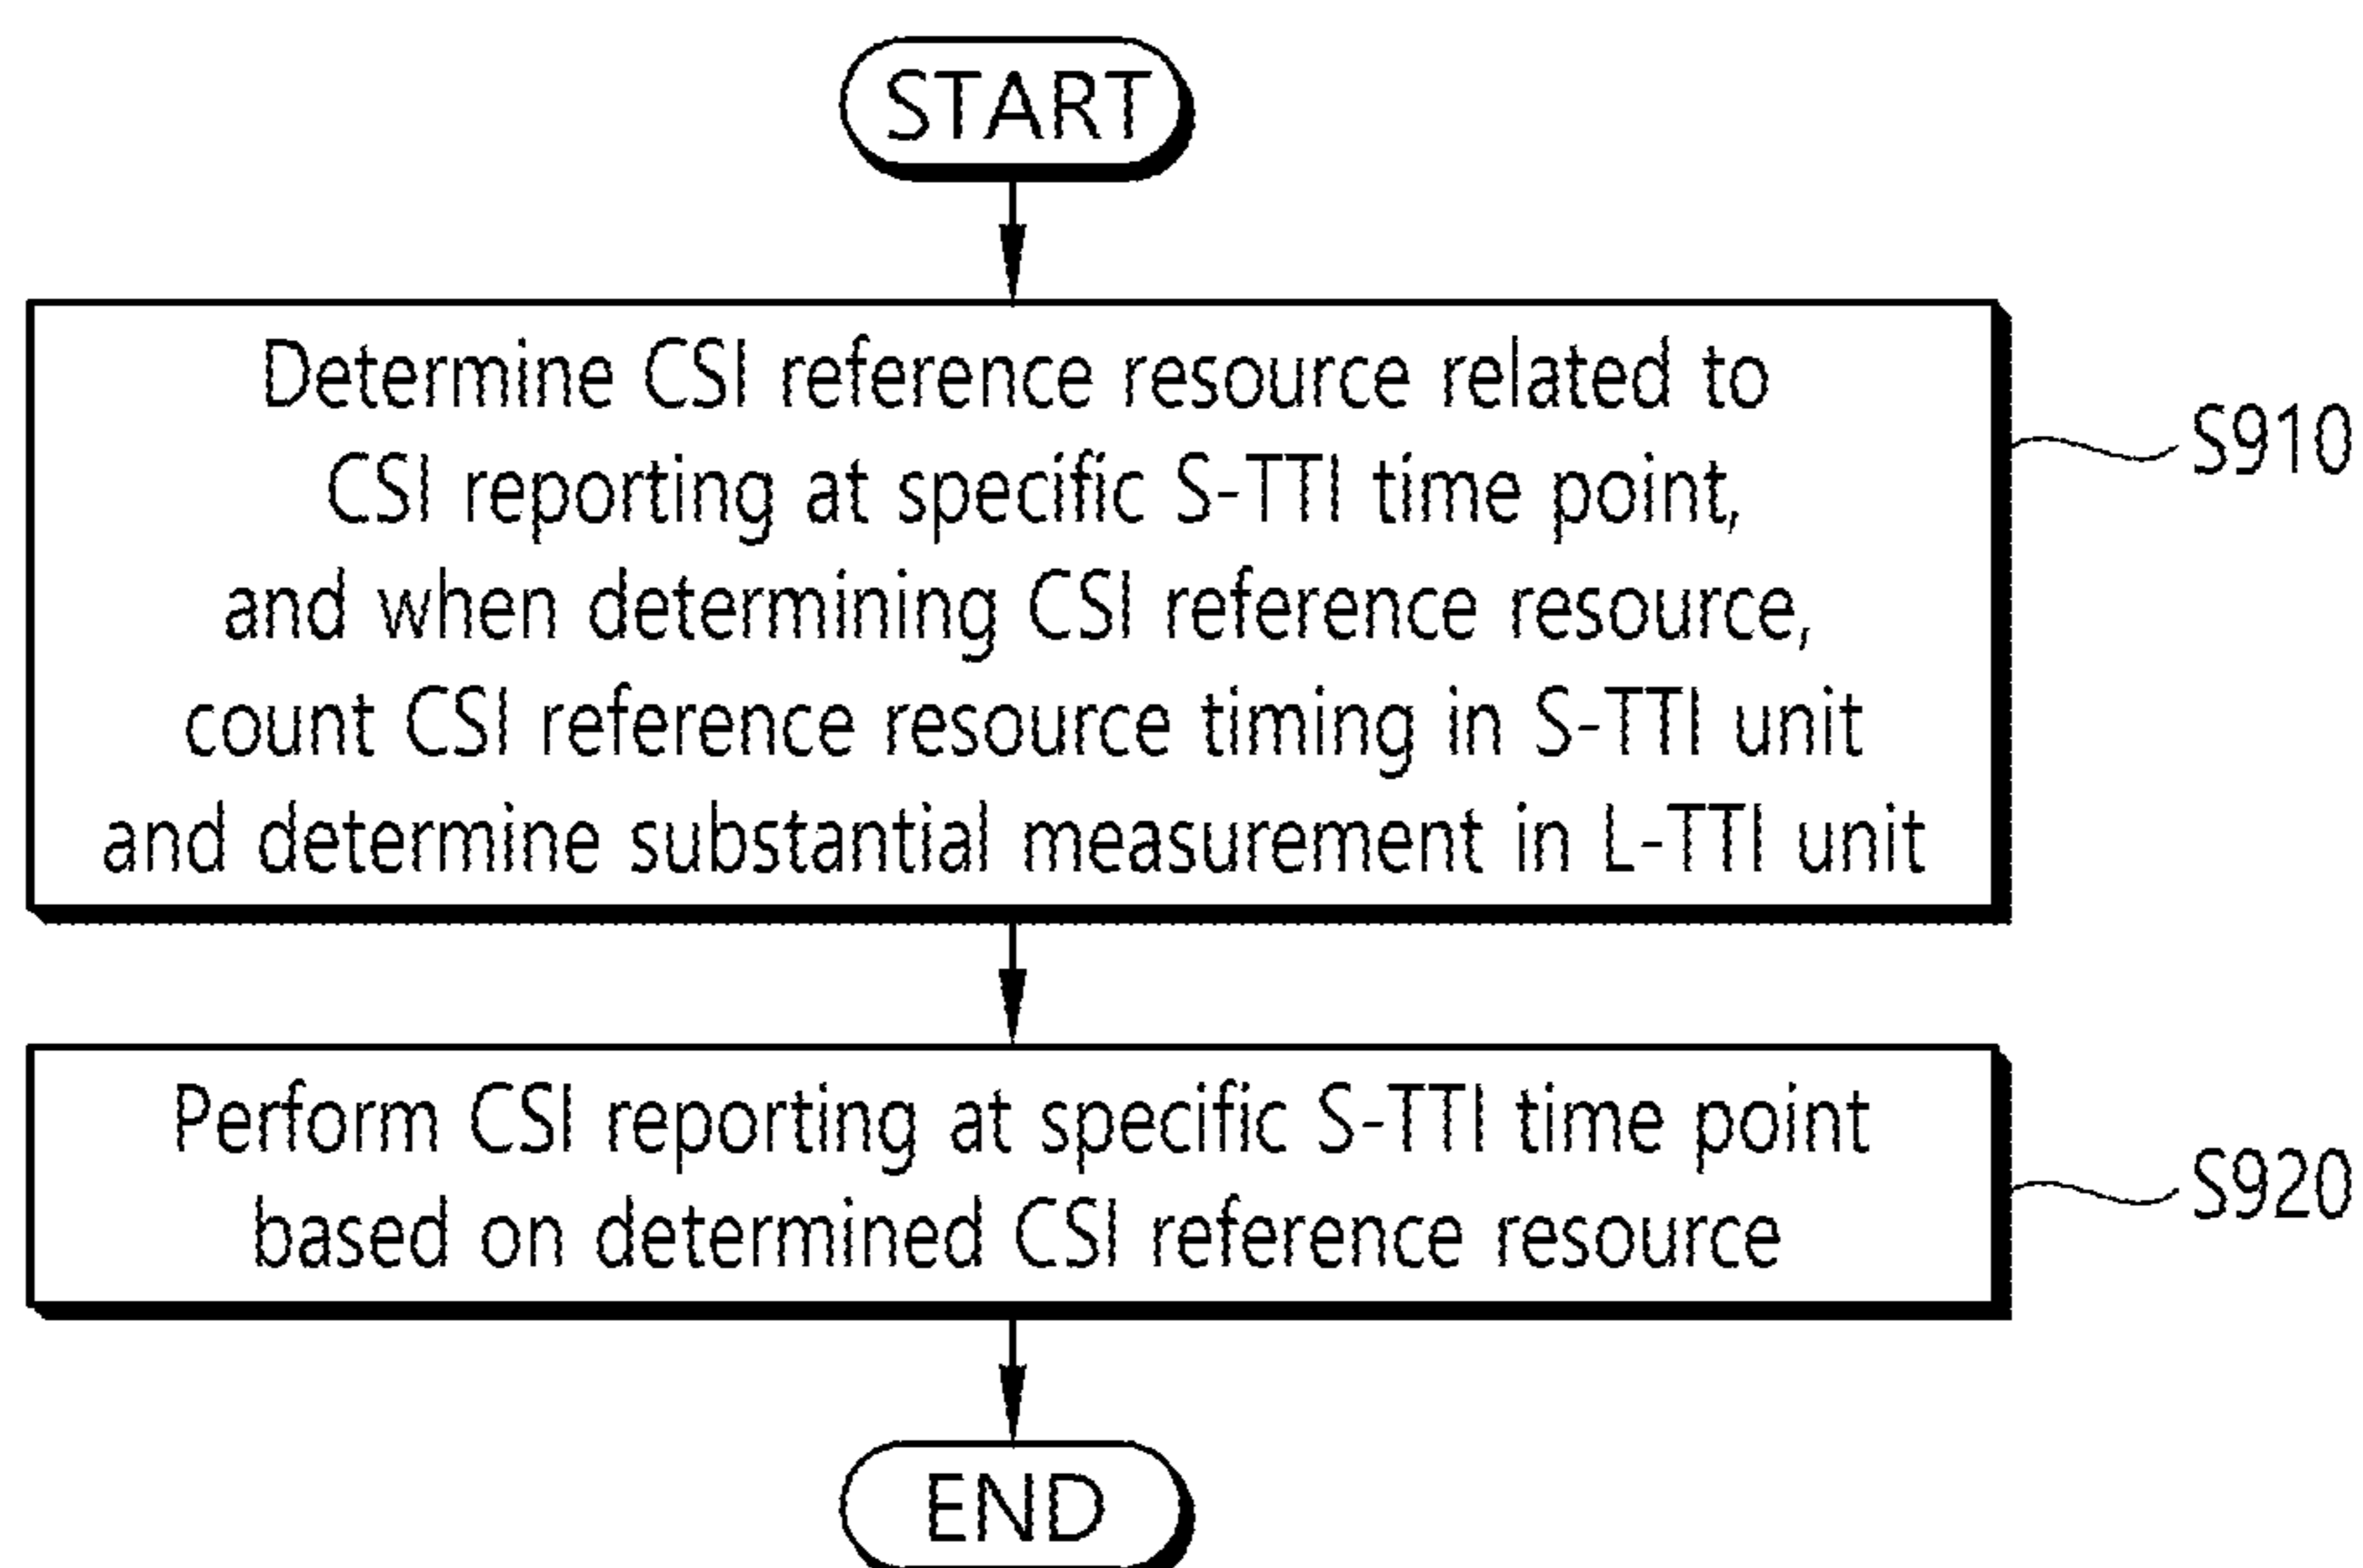 START
Determine CSI reference resource related to
CSI reporting at specific S-TTI time point,
and when determining CSI reference resource,
count CSI reference resource timing in S-TTI unit
and determine substantial measurement in L-TTI unit
S910
Perform CSI reporting at specific S-TTI time point
based on determined CSI reference resource
S920
END